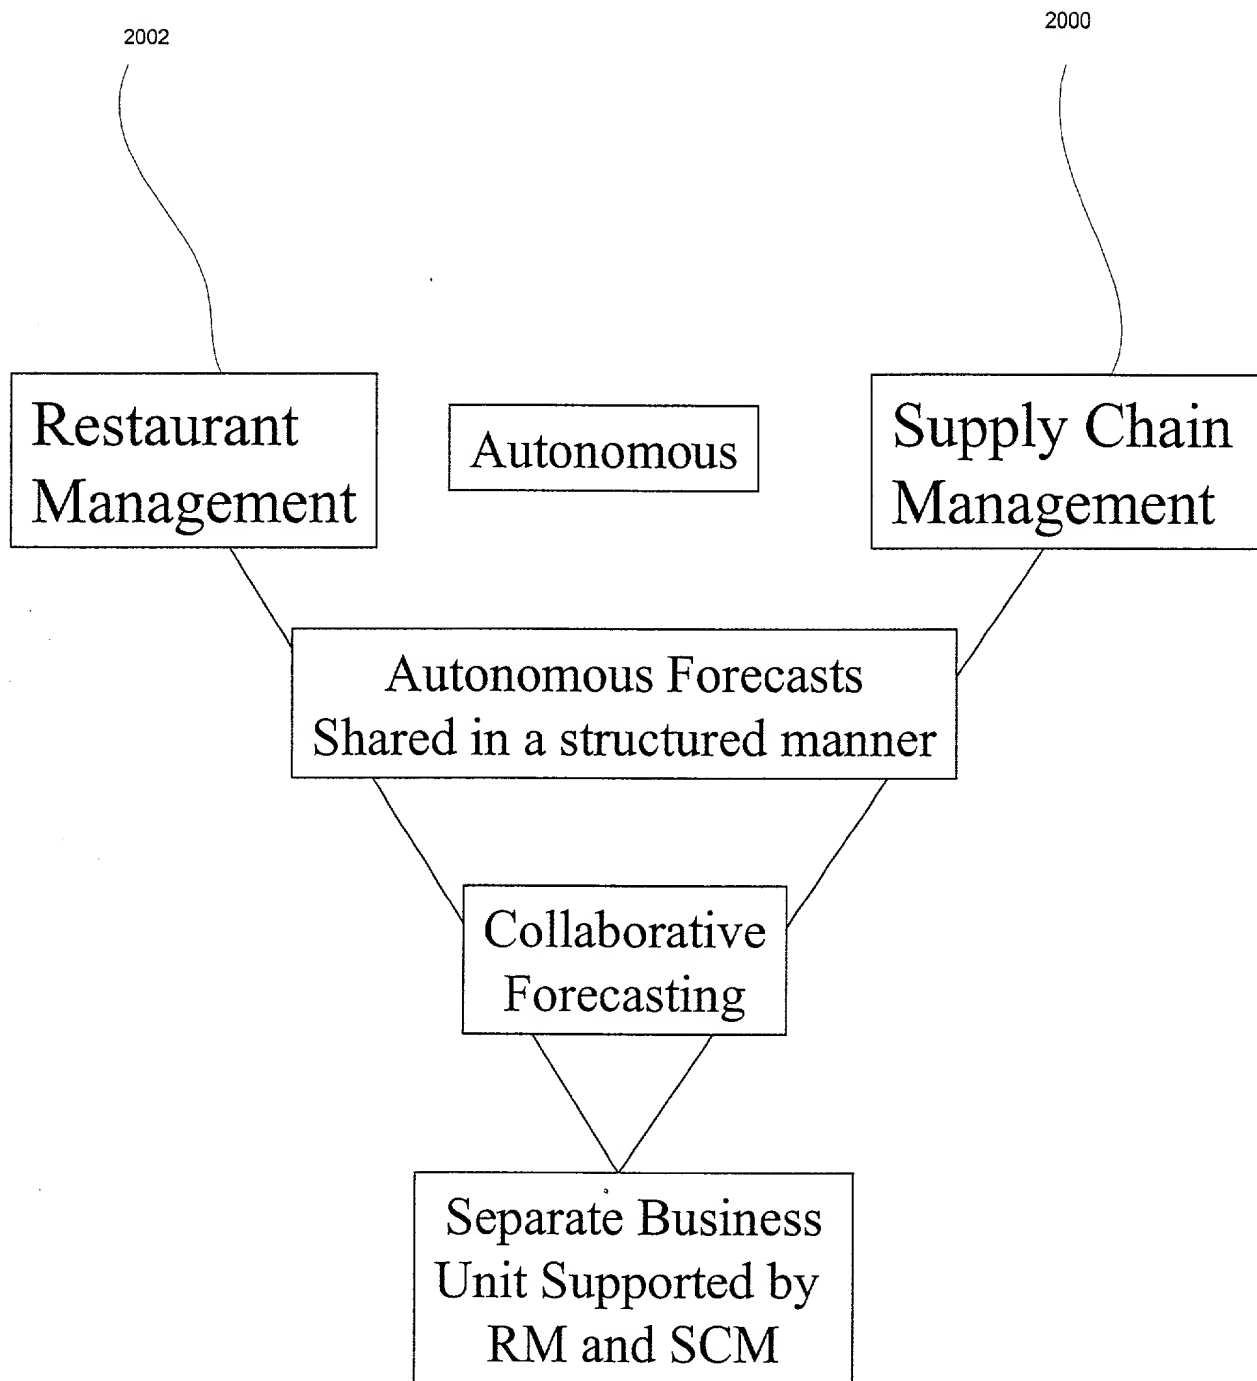 2002
2000
Restaurant
Management
Autonomous
Supply Chain
Management
Autonomous Forecasts
Shared in a structured manner
Collaborative
Forecasting
Separate Business
Unit Supported by
RM and SCM